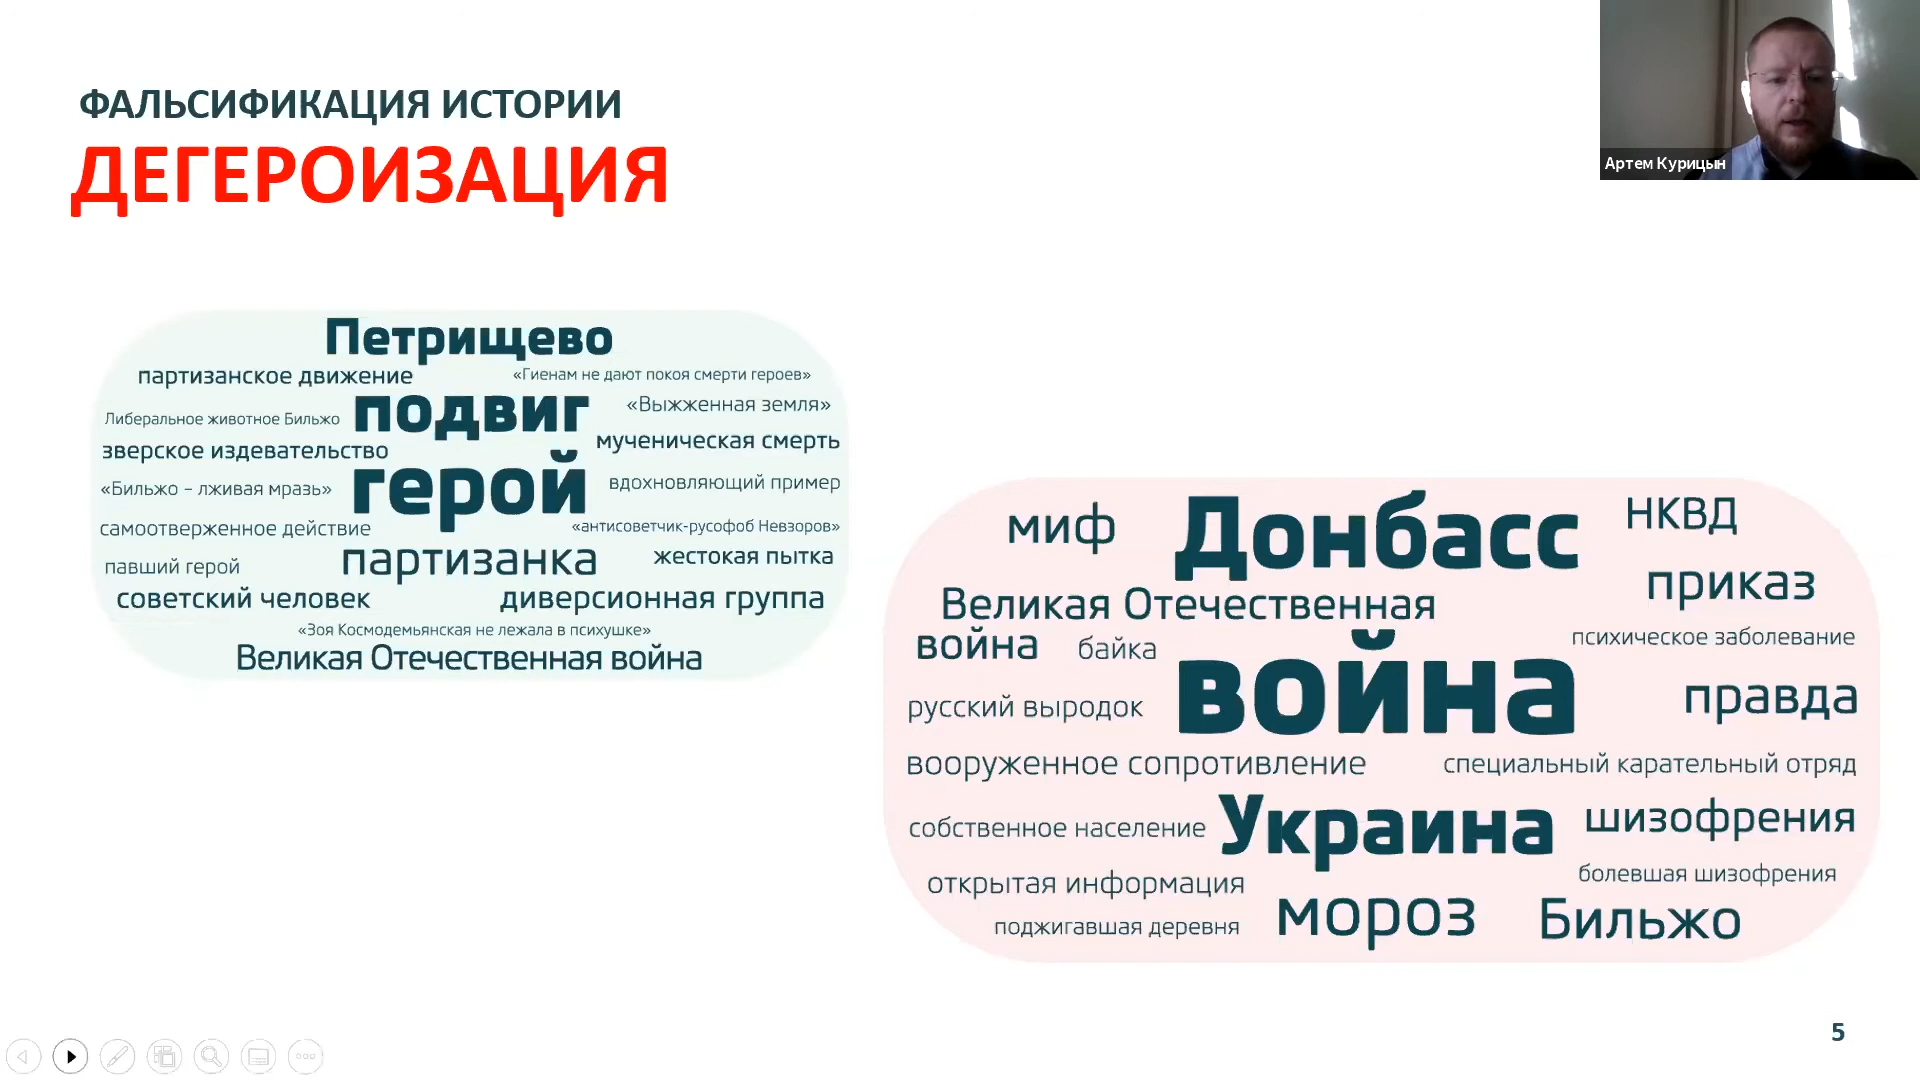 ФАЛЬСИФИКАЦИЯ ИСТОРИИ
ДЕГЕРОИЗАЦИЯ
Артем Курицын
Петрищево
партизанское движение
«Гиенам не дают покоя смерти героев»
Либеральное животное Бильжо
подвиг
«Выжженная земля»
зверское издевательство
мученическая смерть
«Бильжо – лживая мразь»
герой
вдохновляющий пример
самоотверженное действие
«антисоветчик-русофоб Невзоров»
павший герой
партизанка
жестокая пытка
советский человек
диверсионная группа
«Зоя Космодемьянская не лежала в психушке»
Великая Отечественная война
миф
Донбасс
НКВД
приказ
Великая Отечественная
война
байка
война
психическое заболевание
русский выродок
правда
вооруженное сопротивление
специальный карательный отряд
собственное население
Украина
шизофрения
открытая информация
болевшая шизофрения
поджигавшая деревня
мороз
Бильжо
5